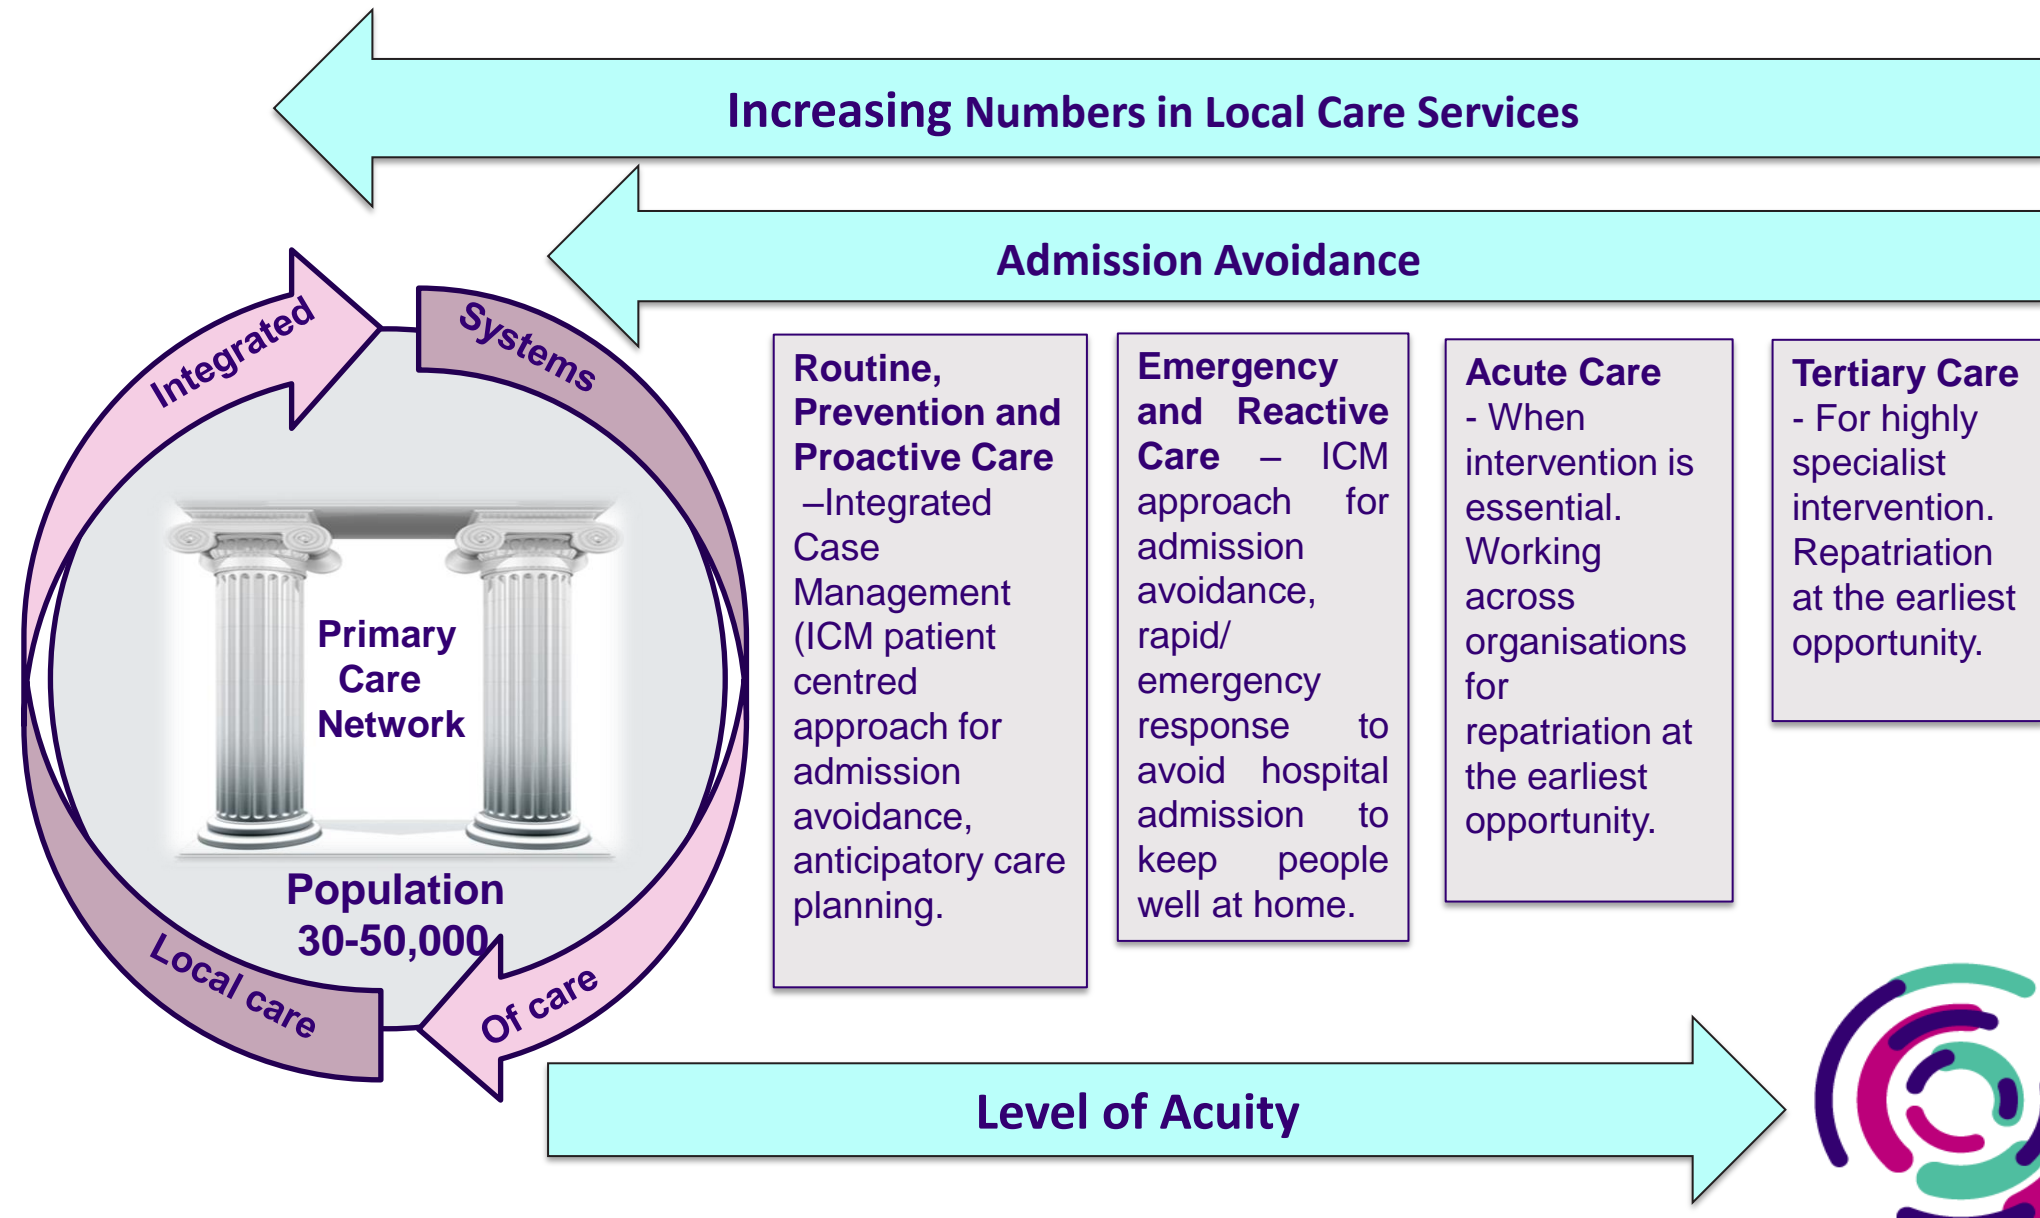 Increasing Numbers in Local Care Services
Admission Avoidance
Integrated
Systems
Primary
Care
Network
Population
30-50,000
Local care
Of care
Routine,
Prevention and
Proactive Care
–Integrated
Case
Management
(ICM patient
centred
approach for
admission
avoidance,
anticipatory care
planning.
Emergency
and Reactive
Care – ICM
approach for
admission
avoidance,
rapid/
emergency
response to
avoid hospital
admission to
keep people
well at home.
Acute Care
- When
intervention is
essential.
Working
across
organisations
for
repatriation at
the earliest
opportunity.
Tertiary Care
- For highly
specialist
intervention.
Repatriation
at the earliest
opportunity.
Level of Acuity